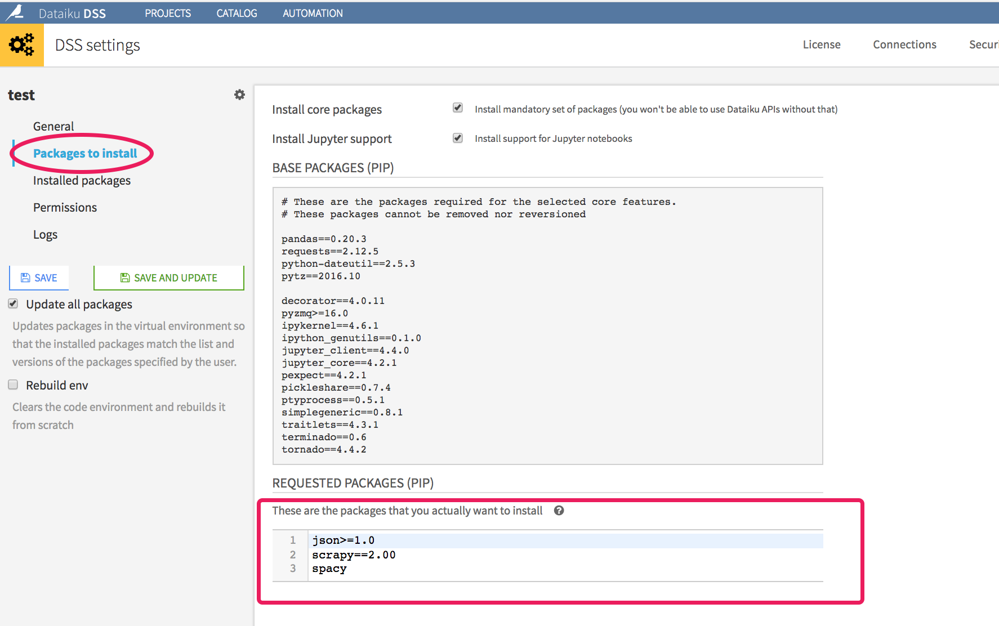 Dataiku DSS PROJECTS CATALOG AUTOMATION
DSS settings License Connections Securi
test
General
Packages to install
Installed packages
Permissions
Logs
SAVE SAVE AND UPDATE
Update all packages
Updates packages in the virtual environment so
that the installed packages match the list and
versions of the packages specified by the user.
Rebuild env
Clears the code environment and rebuilds it
from scratch
Install core packages Install mandatory set of packages (you won't be able to use Dataiku APIs without that)
Install Jupyter support Install support for Jupyter notebooks
BASE PACKAGES (PIP)
# These are the packages required for the selected core features.
# These packages cannot be removed nor reversioned
pandas==0.20.3
requests==2.12.5
python-dateutil==2.5.3
pytz==2016.10
decorator==4.0.11
pyzmq>=16.0
ipykernel==4.6.1
ipython_genutils==0.1.0
jupyter_client==4.4.0
jupyter_core==4.2.1
pexpect==4.2.1
pickleshare==0.7.4
ptyprocess==0.5.1
simplegeneric==0.8.1
traitlets==4.3.1
terminado==0.6
tornado==4.4.2
REQUESTED PACKAGES (PIP)
These are the packages that you actually want to install ?
1 json>=1.0
2 scrapy==2.00
3 spacy